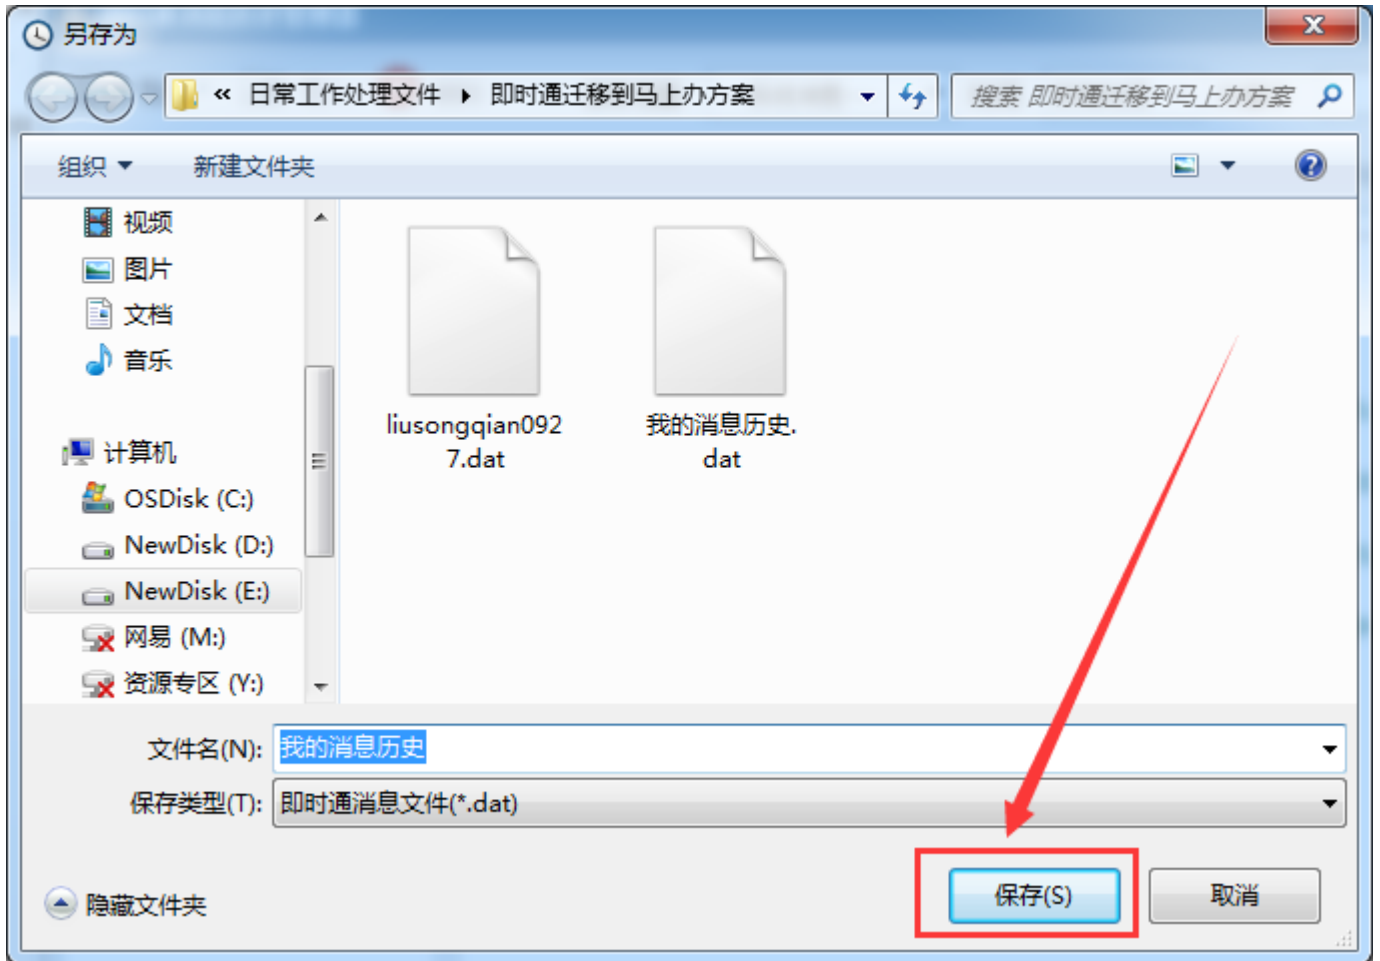 另存为
« 日常工作处理文件 ▸ 即时通迁移到马上办方案
搜索 即时通迁移到马上办方案
组织 新建文件夹
视频
图片
文档
音乐
计算机
OSDisk (C:)
NewDisk (D:)
NewDisk (E:)
网易 (M:)
资源专区 (Y:)
liusongqian092
7.dat
我的消息历史.
dat
文件名(N): 我的消息历史
保存类型(T): 即时通消息文件(*.dat)
隐藏文件夹
保存(S)
取消